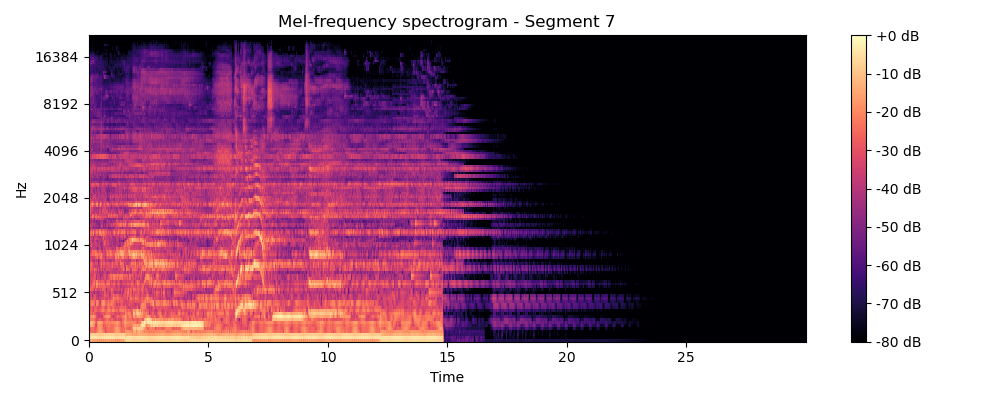 Mel-frequency spectrogram - Segment 7
Hz
16384
8192
4096
2048
1024
512
0
0 5 10 15 20 25
Time
+0 dB
-10 dB
-20 dB
-30 dB
-40 dB
-50 dB
-60 dB
-70 dB
-80 dB